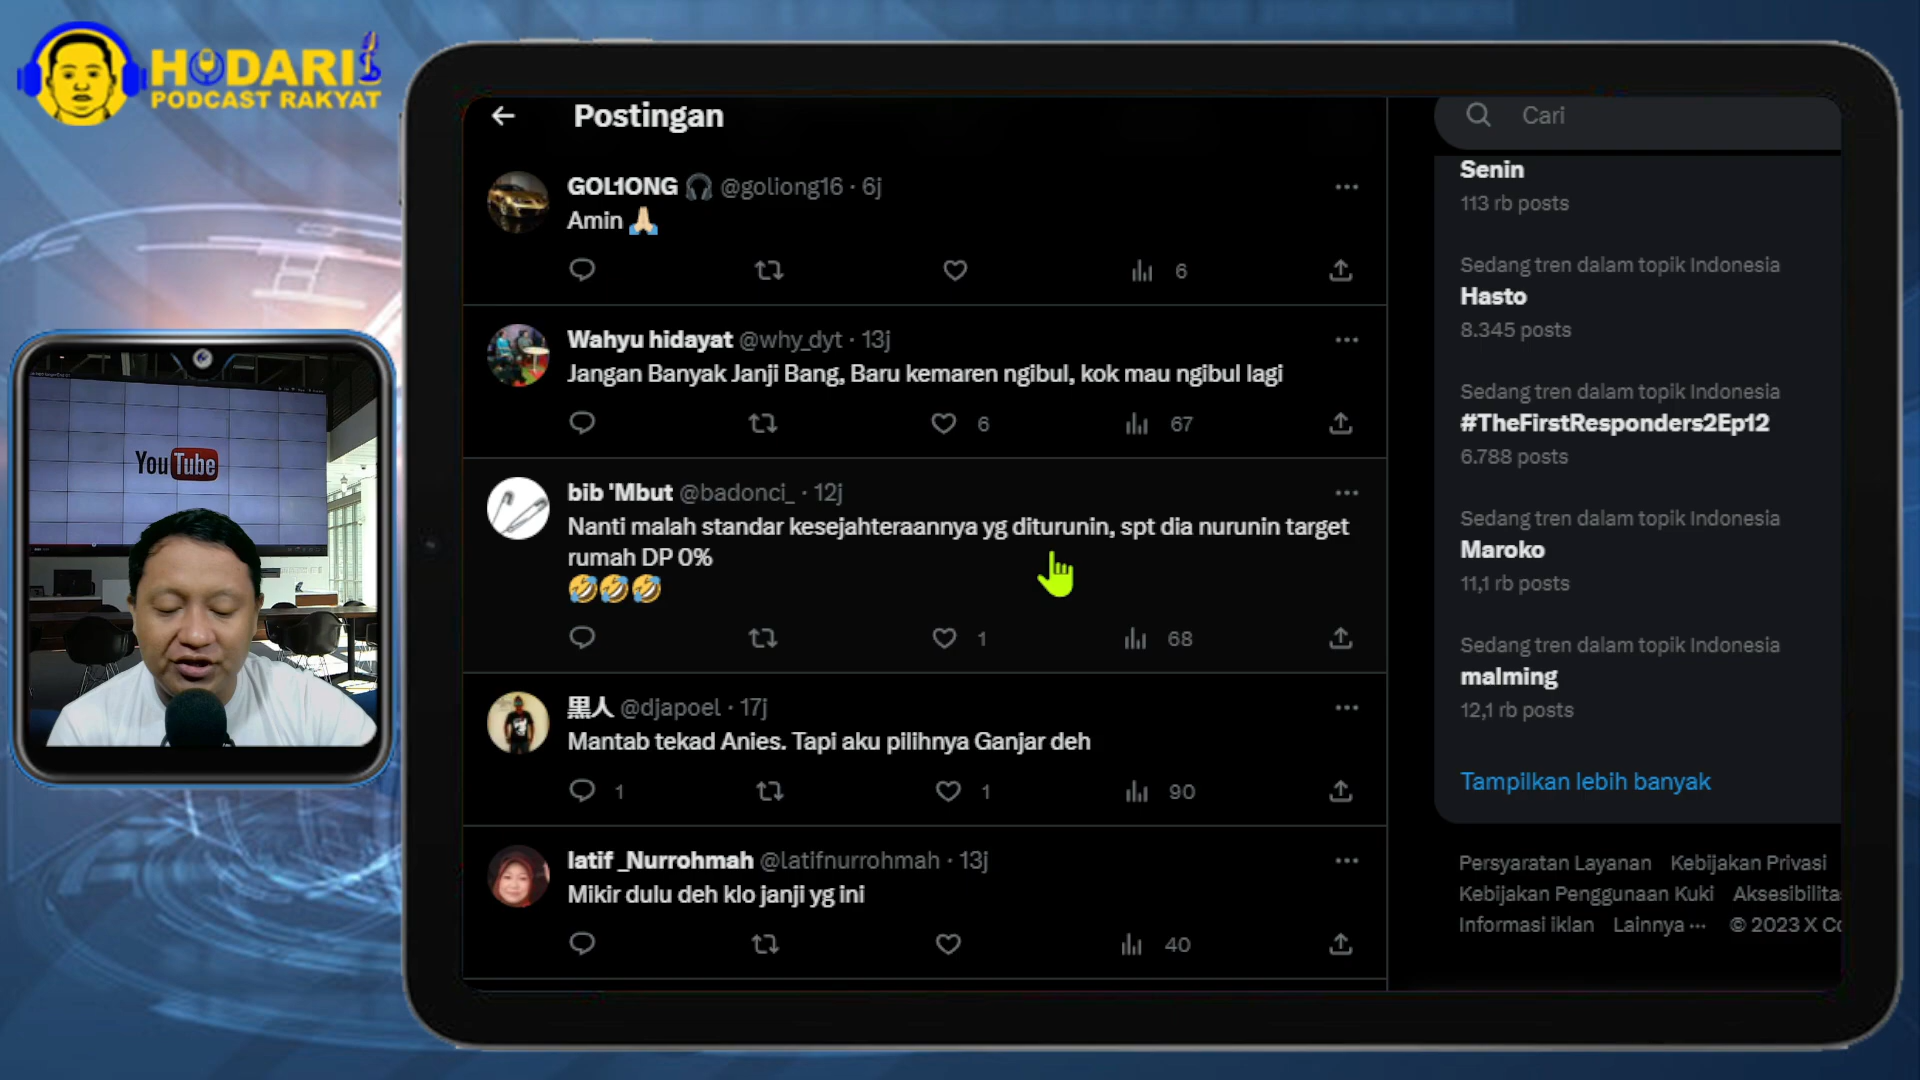 HODARI
PODCAST RAKYAT
YouTube
Postingan
GOL1ONG @goliong16 · 6j
Amin
6
Wahyu hidayat @why_dyt · 13j
Jangan Banyak Janji Bang, Baru kemaren ngibul, kok mau ngibul lagi
6 67
bib 'Mbut @badonci_ · 12j
Nanti malah standar kesejahteraannya yg diturunin, spt dia nurunin target
rumah DP 0%
1 68
黒人 @djapoel · 17j
Mantab tekad Anies. Tapi aku pilihnya Ganjar deh
1 1 90
latif_Nurrohmah @latifnurrohmah · 13j
Mikir dulu deh klo janji yg ini
40
Cari
Senin
113 rb posts
Sedang tren dalam topik Indonesia
Hasto
8.345 posts
Sedang tren dalam topik Indonesia
#TheFirstResponders2Ep12
6.788 posts
Sedang tren dalam topik Indonesia
Maroko
11,1 rb posts
Sedang tren dalam topik Indonesia
malming
12,1 rb posts
Tampilkan lebih banyak
Persyaratan Layanan Kebijakan Privasi
Kebijakan Penggunaan Kuki Aksesibilita
Informasi iklan Lainnya ··· © 2023 X Co